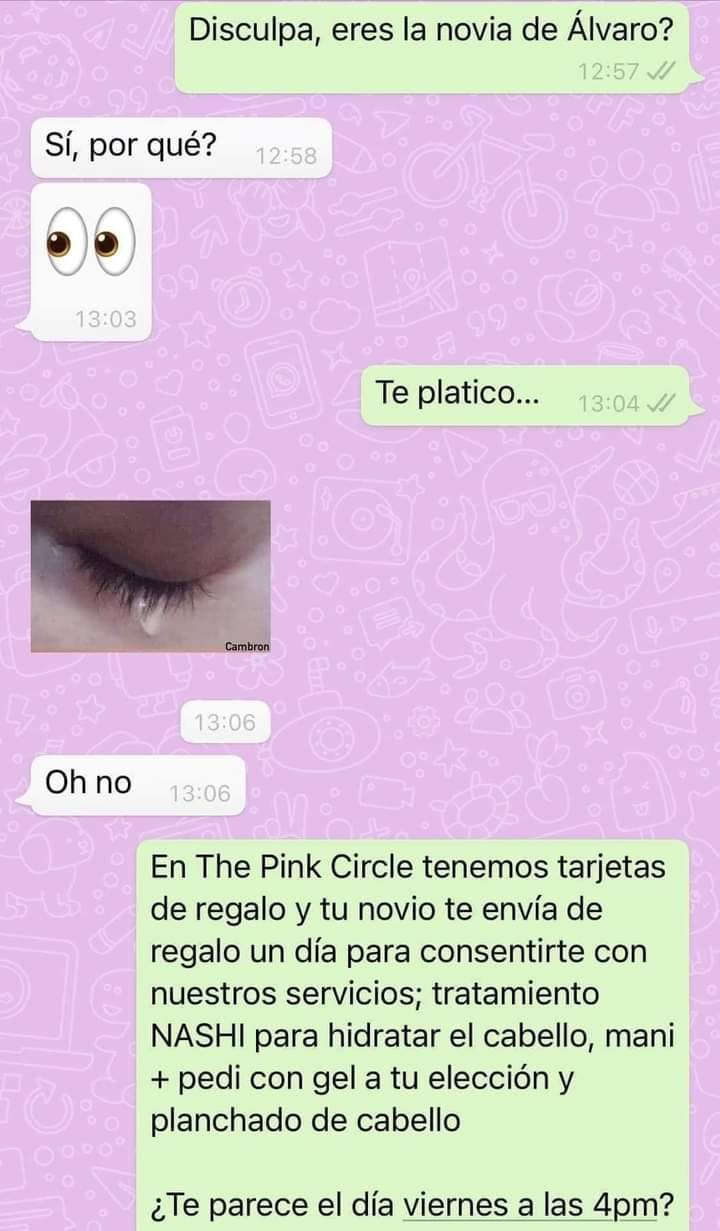 Disculpa, eres la novia de Álvaro?
12:57
Sí, por qué?
12:58
13:03
Te platico...
13:04
Cambron
13:06
Oh no
13:06
En The Pink Circle tenemos tarjetas
de regalo y tu novio te envía de
regalo un día para consentirte con
nuestros servicios; tratamiento
NASHI para hidratar el cabello, mani
+ pedi con gel a tu elección y
planchado de cabello
¿Te parece el día viernes a las 4pm?